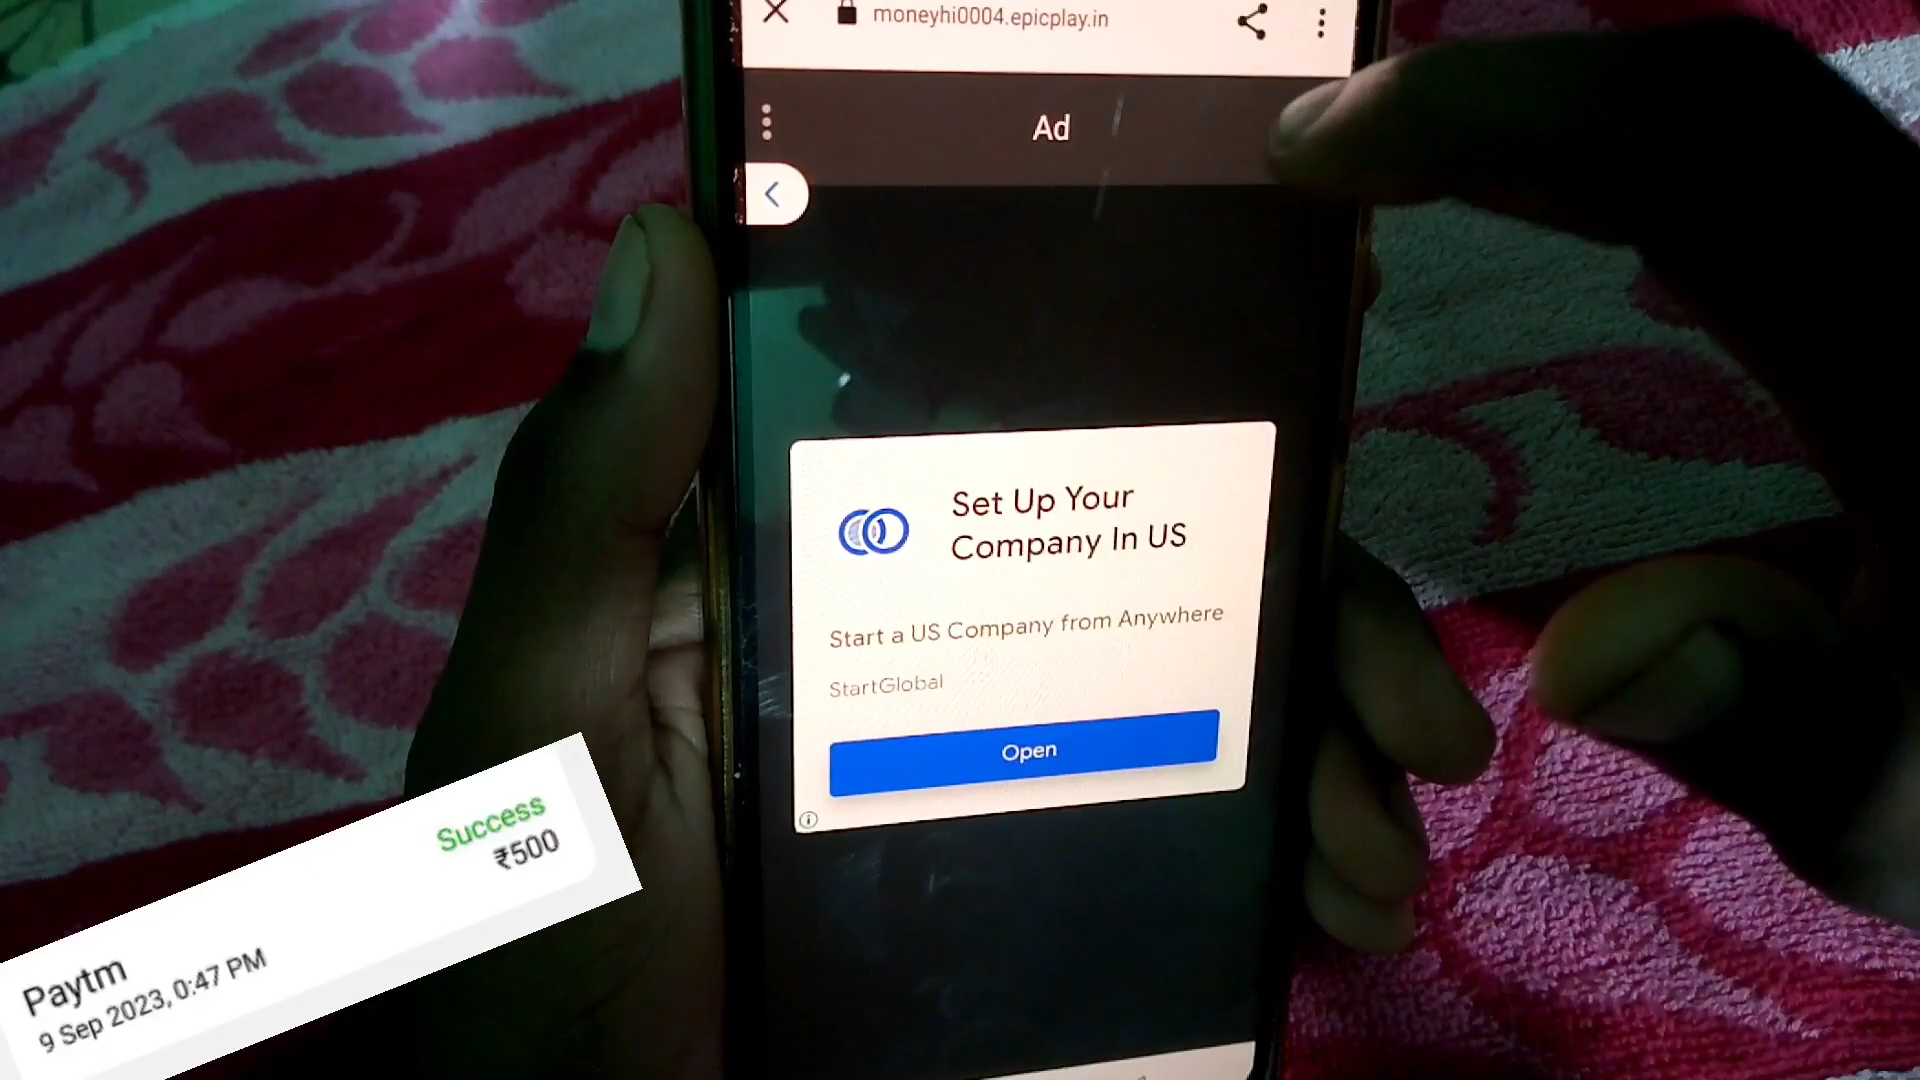 moneyhi0004.epicplay.in
Ad
Set Up Your
Company In US
Start a US Company from Anywhere
StartGlobal
Open
Success
₹500
Paytm
9 Sep 2023, 0:47 PM